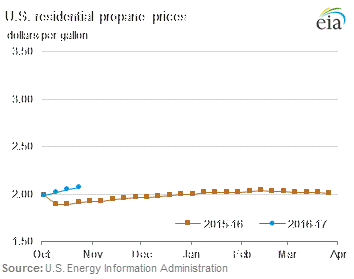 U.S. residential propane prices
dollars per gallon
eia
3.50
3.00
2.50
2.00
1.50
Oct Nov Dec Jan Feb Mar Apr
2015-16 2016-17
Source: U.S. Energy Information Administration